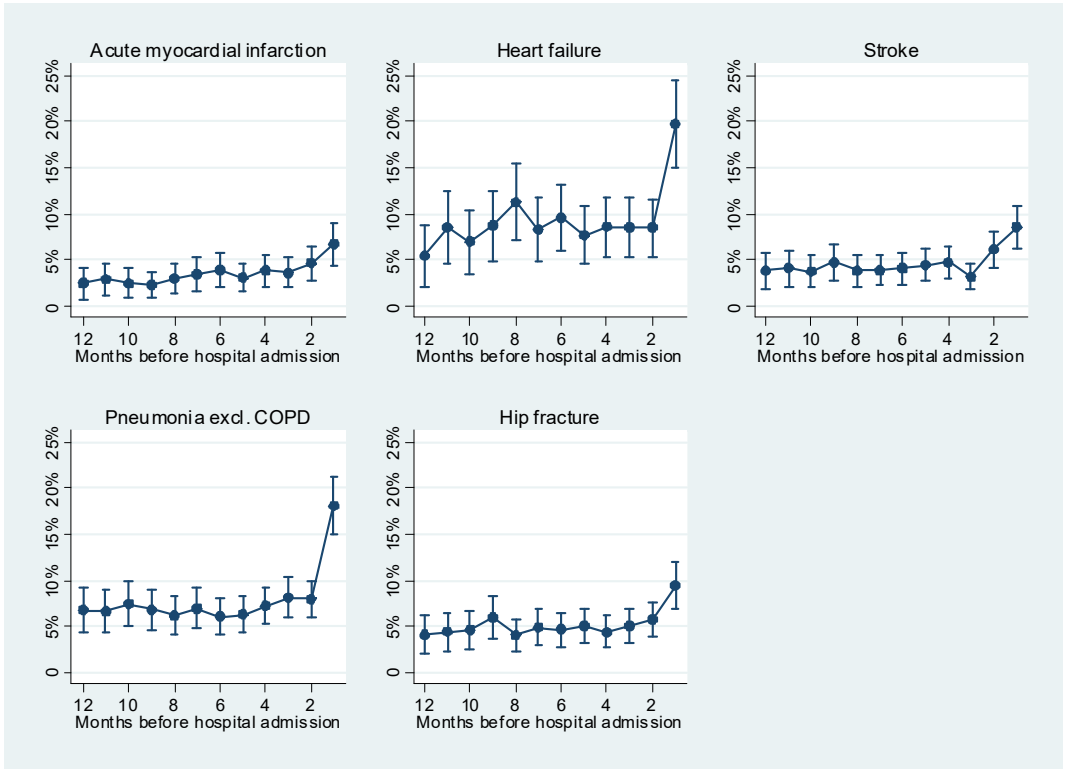 Acute myocardial infarction
25%
20%
15%
10%
5%
0
12 10 8 6 4 2
Months before hospital admission
Heart failure
25%
20%
15%
10%
5%
0
12 10 8 6 4 2
Months before hospital admission
Stroke
25%
20%
15%
10%
5%
0
12 10 8 6 4 2
Months before hospital admission
Pneumonia excl. COPD
25%
20%
15%
10%
5%
0
12 10 8 6 4 2
Months before hospital admission
Hip fracture
25%
20%
15%
10%
5%
0
12 10 8 6 4 2
Months before hospital admission